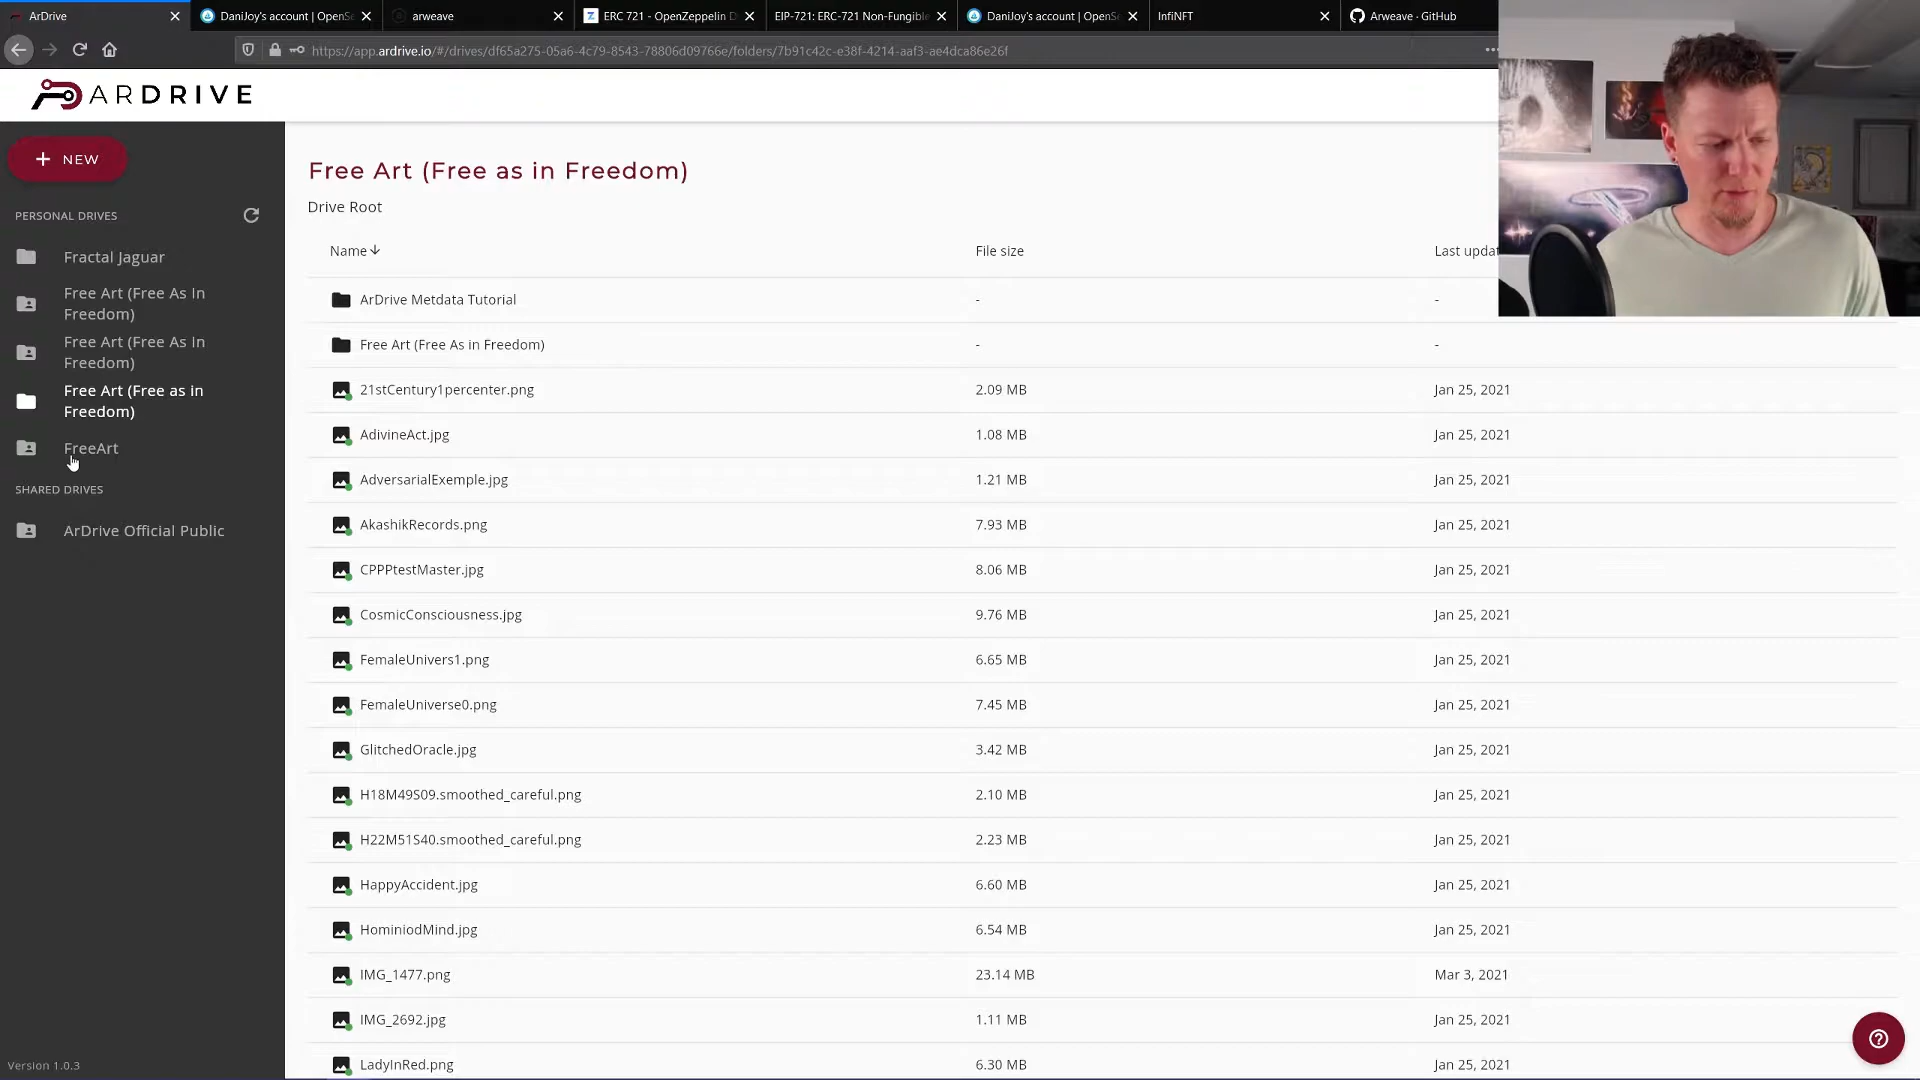 ArDrive
DaniJoy's account | OpenSe
arweave
ERC 721 - OpenZeppelin D
EIP-721: ERC-721 Non-Fungible
DaniJoy's account | OpenSe
InfiNFT
Arweave · GitHub
https://app.ardrive.io/#/drives/df65a275-05a6-4c79-8543-78806d09766e/folders/7b91c42c-e38f-4214-aaf3-ae4dca86e26f
ARDRIVE
+ NEW
PERSONAL DRIVES
Fractal Jaguar
Free Art (Free As In
Freedom)
Free Art (Free As In
Freedom)
Free Art (Free as in
Freedom)
FreeArt
SHARED DRIVES
ArDrive Official Public
Version 1.0.3
Free Art (Free as in Freedom)
Drive Root
Name File size Last updat
ArDrive Metdata Tutorial - -
Free Art (Free As in Freedom) - -
21stCentury1percenter.png 2.09 MB Jan 25, 2021
AdivineAct.jpg 1.08 MB Jan 25, 2021
AdversarialExemple.jpg 1.21 MB Jan 25, 2021
AkashikRecords.png 7.93 MB Jan 25, 2021
CPPPtestMaster.jpg 8.06 MB Jan 25, 2021
CosmicConsciousness.jpg 9.76 MB Jan 25, 2021
FemaleUnivers1.png 6.65 MB Jan 25, 2021
FemaleUniverse0.png 7.45 MB Jan 25, 2021
GlitchedOracle.jpg 3.42 MB Jan 25, 2021
H18M49S09.smoothed_careful.png 2.10 MB Jan 25, 2021
H22M51S40.smoothed_careful.png 2.23 MB Jan 25, 2021
HappyAccident.jpg 6.60 MB Jan 25, 2021
HominiodMind.jpg 6.54 MB Jan 25, 2021
IMG_1477.png 23.14 MB Mar 3, 2021
IMG_2692.jpg 1.11 MB Jan 25, 2021
LadyInRed.png 6.30 MB Jan 25, 2021